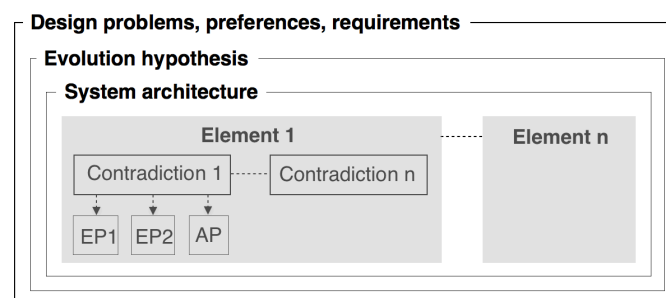 Design problems, preferences, requirements
Evolution hypothesis
System architecture
Element 1
Element n
Contradiction 1
Contradiction n
EP1
EP2
AP